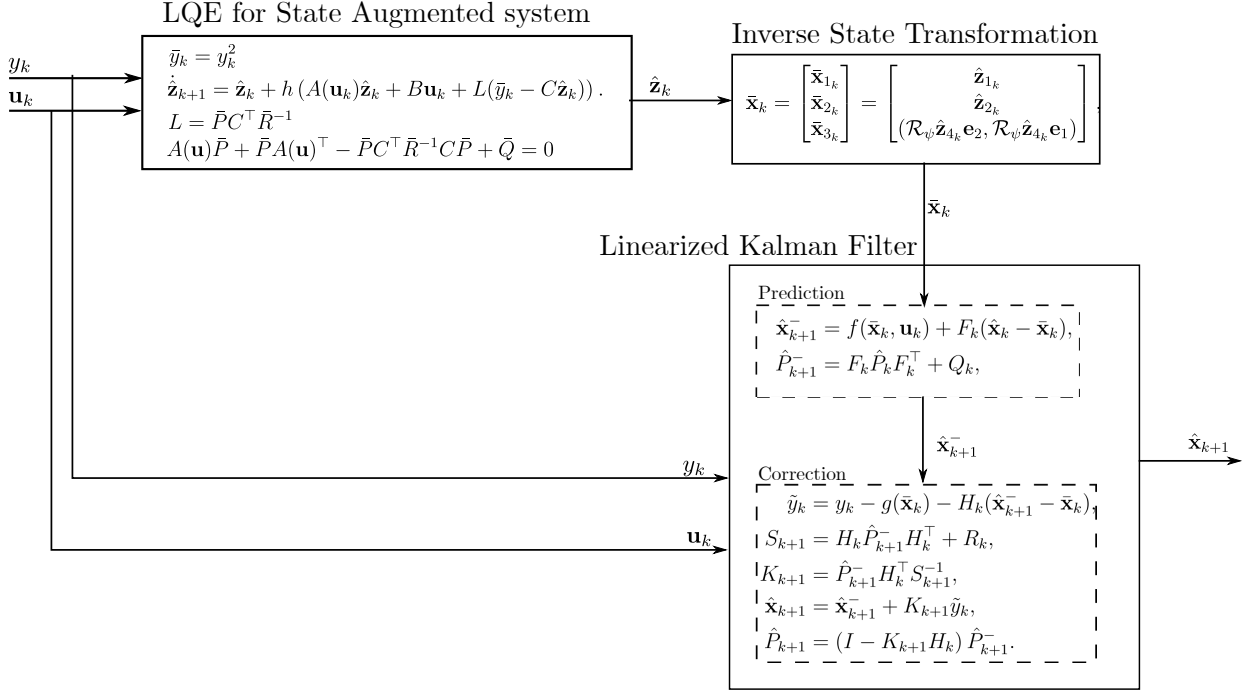 LQE for State Augmented system
y_k
u_k
ȳ_k = y_k^2
\dot{\hat{z}}_{k+1} = ẑ_k + h (A(u_k)ẑ_k + Bu_k + L(ȳ_k − Cẑ_k)) .
L = P̄C^⊤R̄^{−1}
A(u)P̄ + P̄A(u)^⊤ − P̄C^⊤R̄^{−1}CP̄ + Q̄ = 0
ẑ_k
Inverse State Transformation
x̄_k = [x̄_{1_k} x̄_{2_k} x̄_{3_k}] = [ẑ_{1_k} ẑ_{2_k} (ℛ_ψ ẑ_{4_k} e_2, ℛ_ψ ẑ_{4_k} e_1)] .
x̄_k
Linearized Kalman Filter
Prediction
x̂^−_{k+1} = f(x̄_k, u_k) + F_k(x̂_k − x̄_k),
P̂^−_{k+1} = F_k P̂_k F_k^⊤ + Q_k,
x̂^−_{k+1}
x̂_{k+1}
y_k
u_k
Correction
ỹ_k = y_k − g(x̄_k) − H_k(x̂^−_{k+1} − x̄_k),
S_{k+1} = H_k P̂^−_{k+1} H_k^⊤ + R_k,
K_{k+1} = P̂^−_{k+1} H_k^⊤ S^{−1}_{k+1},
x̂_{k+1} = x̂^−_{k+1} + K_{k+1} ỹ_k,
P̂_{k+1} = (I − K_{k+1} H_k) P̂^−_{k+1}.